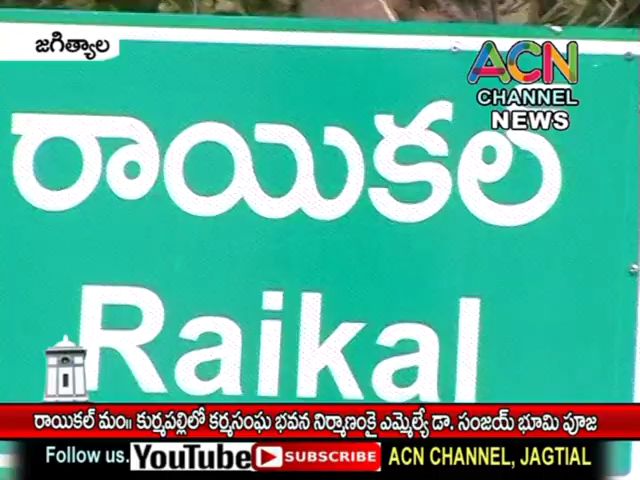 జగిత్యాల
ACN
CHANNEL
NEWS
రాయికల
Raikal
రాయికల్ మం॥ కుర్మపల్లిలో కర్మసంఘ భవన నిర్మాణంకై ఎమ్మెల్యే డా. సంజయ్ భూమి పూజ
Follow us. YouTube SUBSCRIBE ACN CHANNEL, JAGTIAL